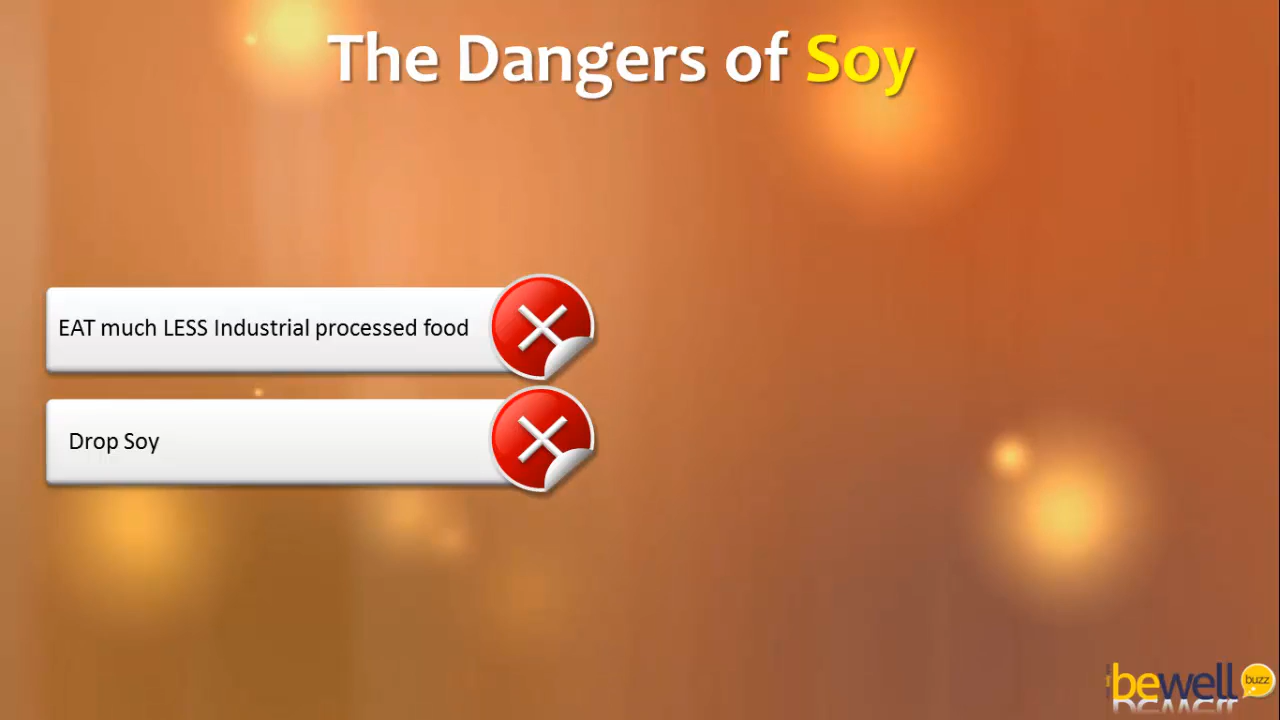 The Dangers of Soy
EAT much LESS Industrial processed food
Drop Soy
bewell buzz